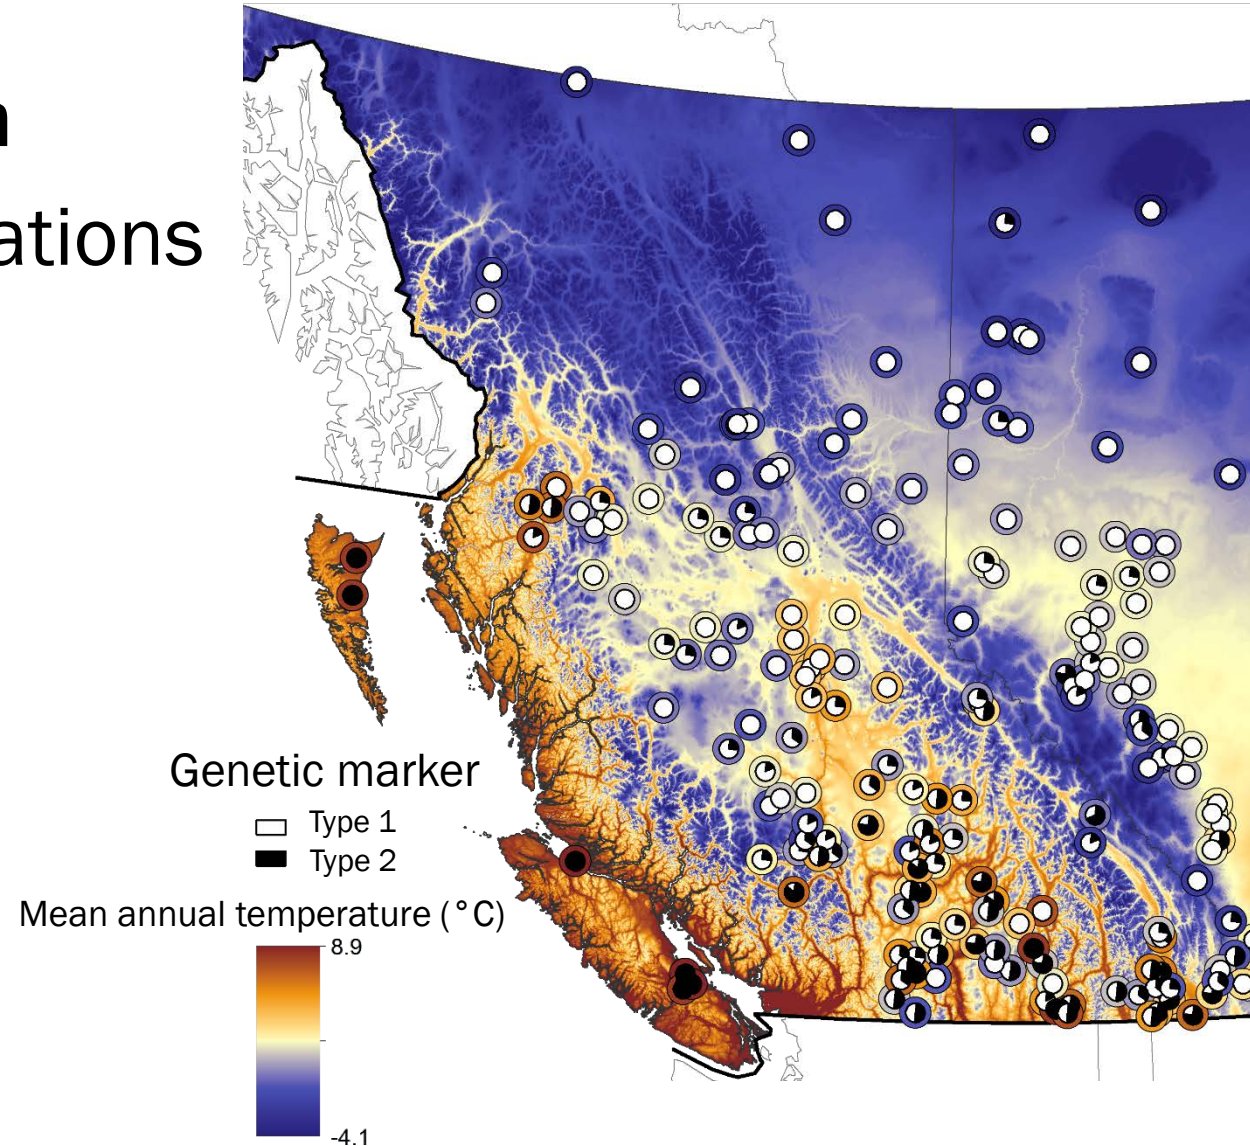 n
ations
Genetic marker
Type 1
Type 2
Mean annual temperature (°C)
8.9
-4.1